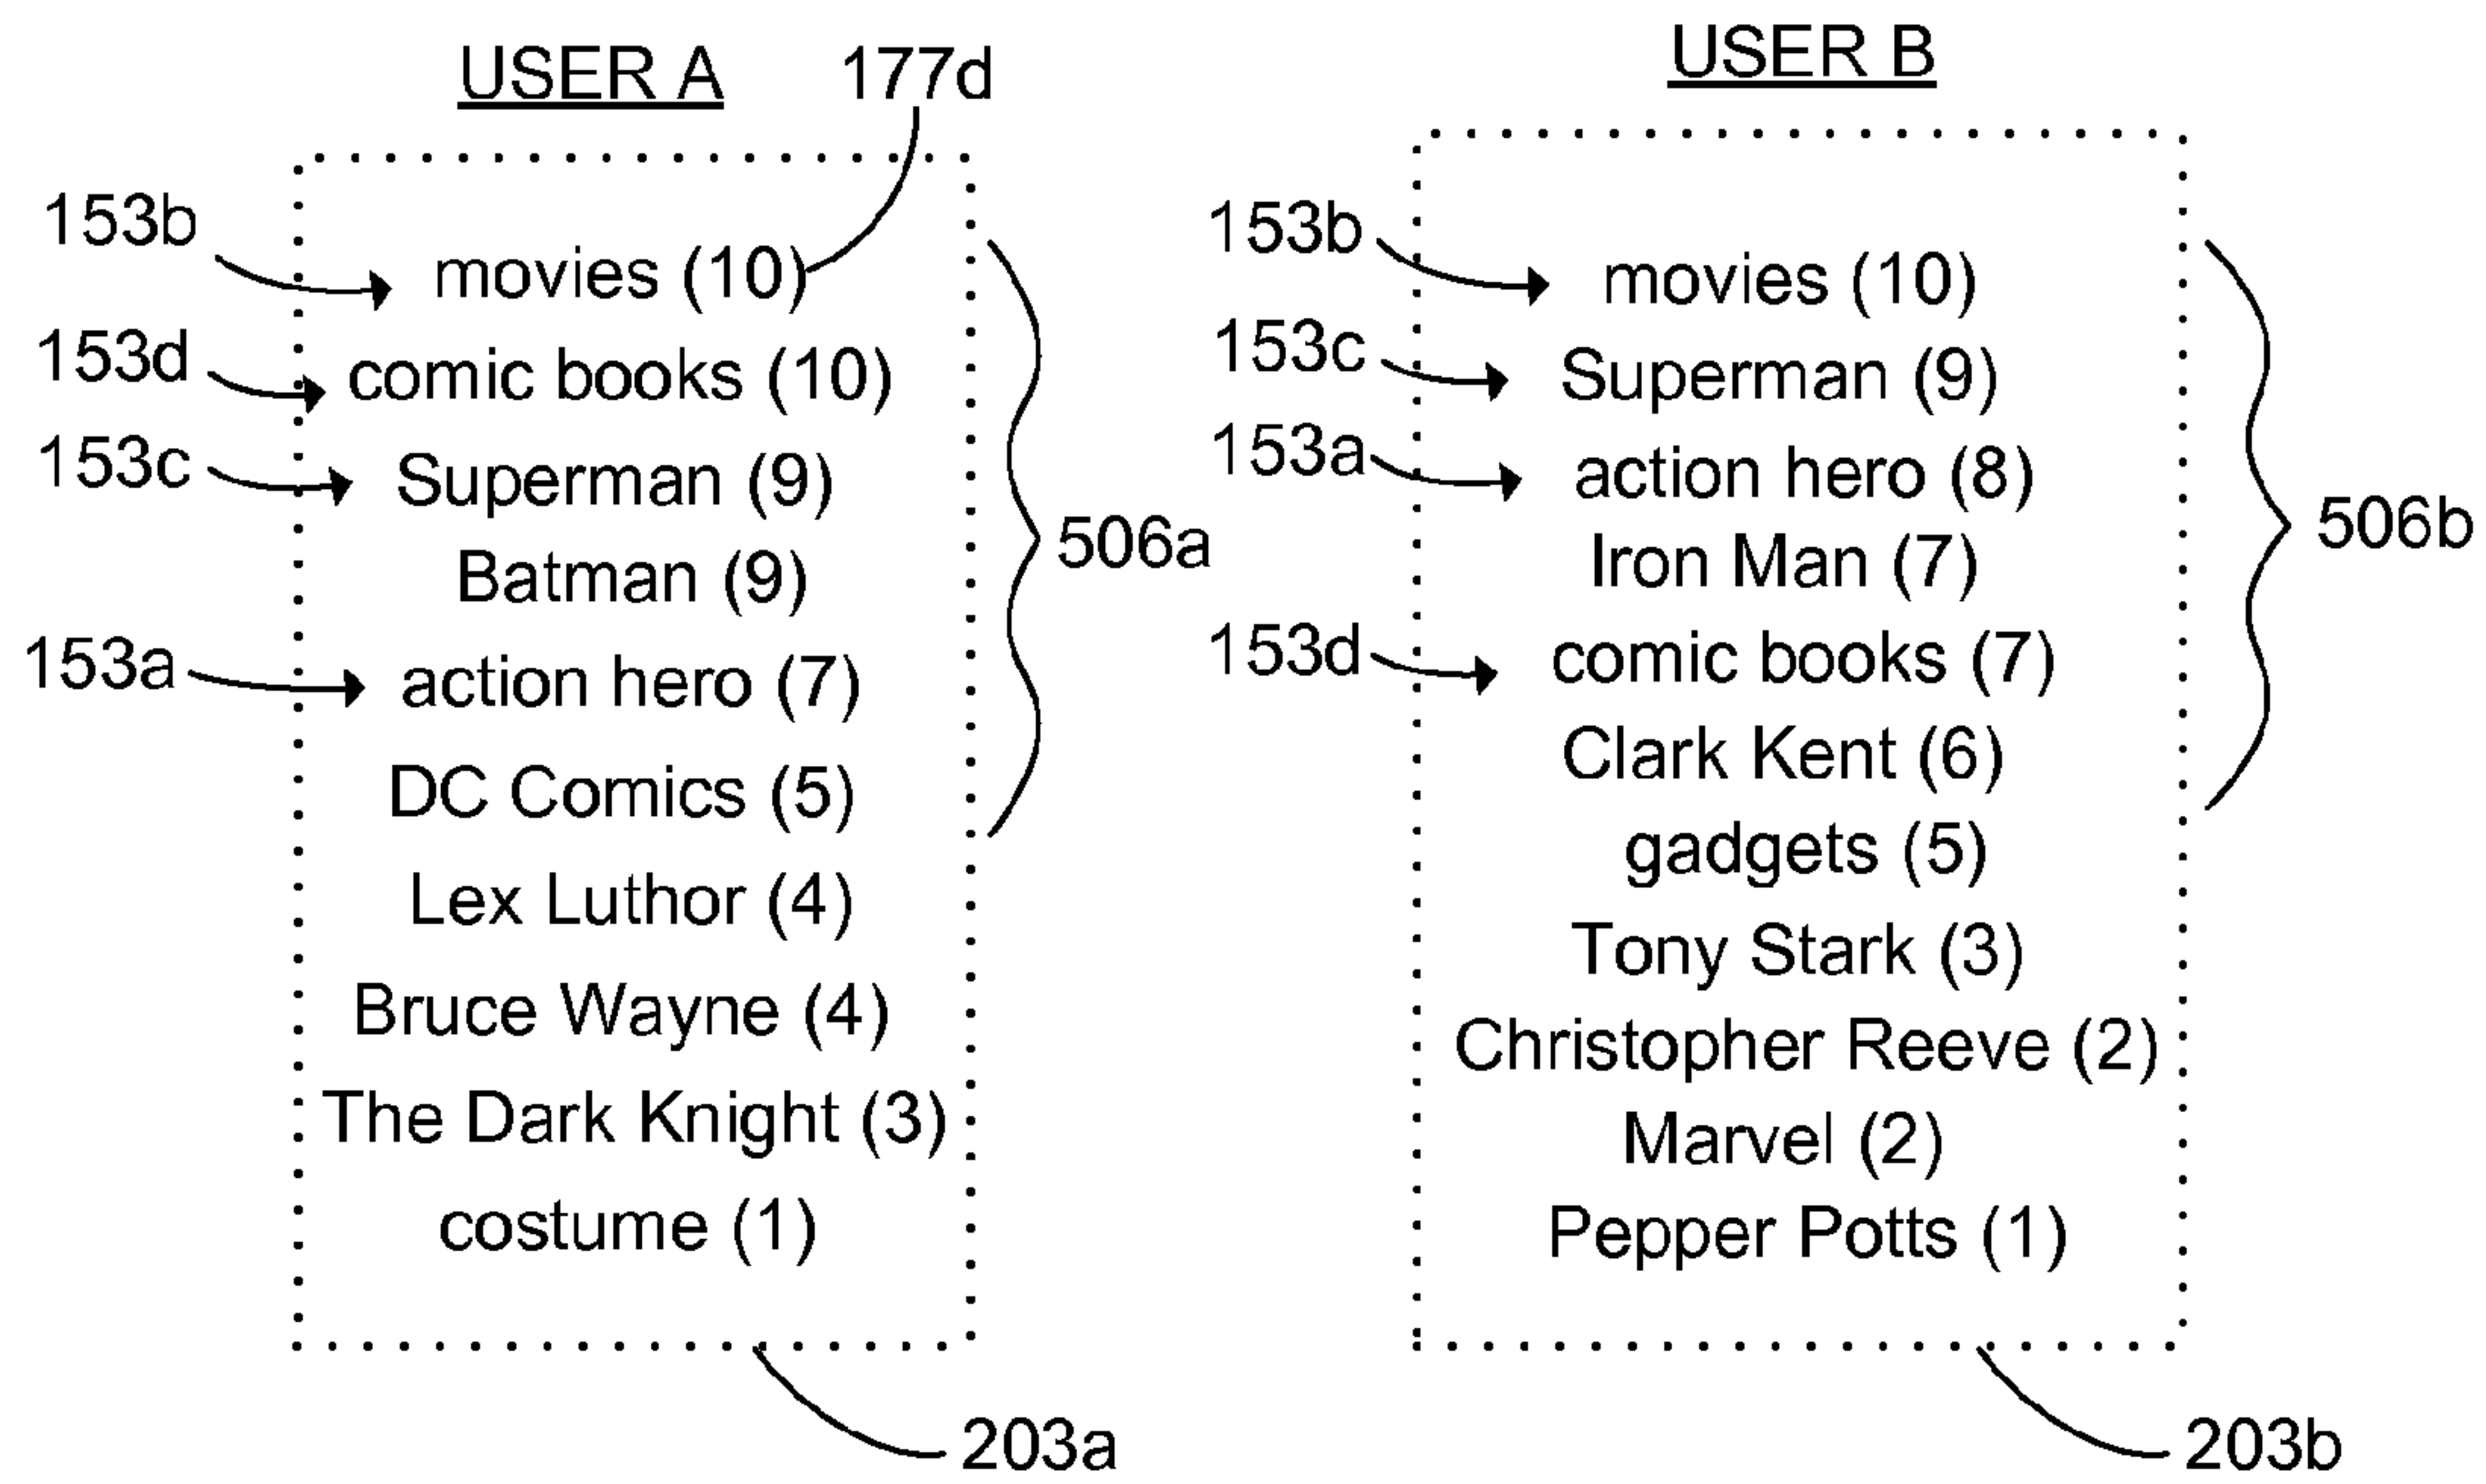 USER A
177d
153b
movies (10)
153d
comic books (10)
153c
Superman (9)
Batman (9)
506a
153a
action hero (7)
DC Comics (5)
Lex Luthor (4)
Bruce Wayne (4)
The Dark Knight (3)
costume (1)
203a
USER B
153b
movies (10)
153c
Superman (9)
153a
action hero (8)
506b
Iron Man (7)
153d
comic books (7)
Clark Kent (6)
gadgets (5)
Tony Stark (3)
Christopher Reeve (2)
Marvel (2)
Pepper Potts (1)
203b